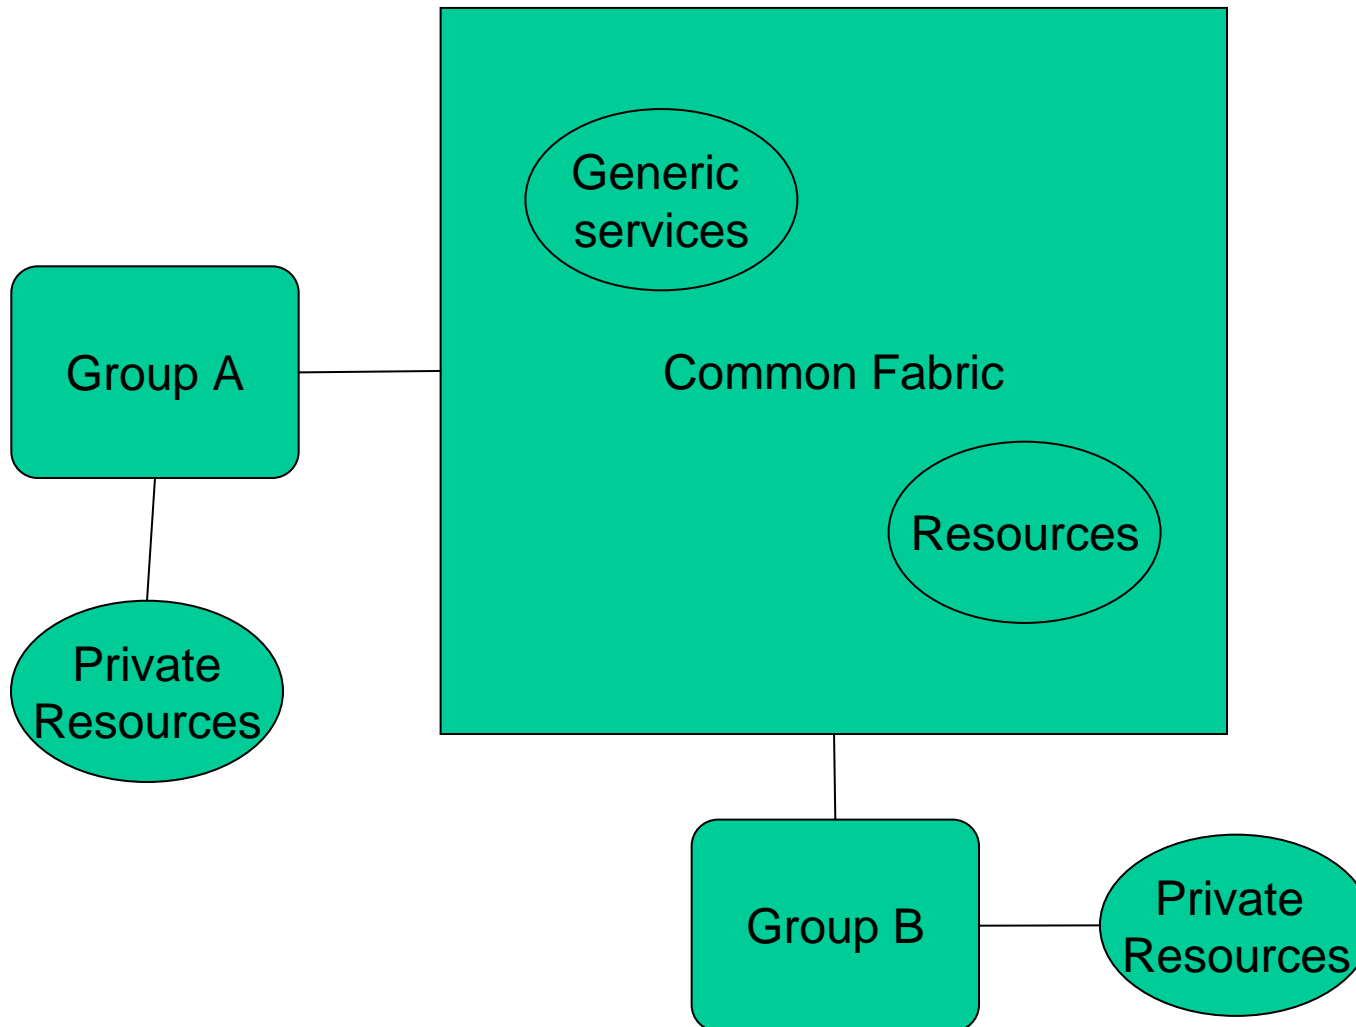 Generic
services
Group A
Common Fabric
Resources
Private
Resources
Group B
Private
Resources